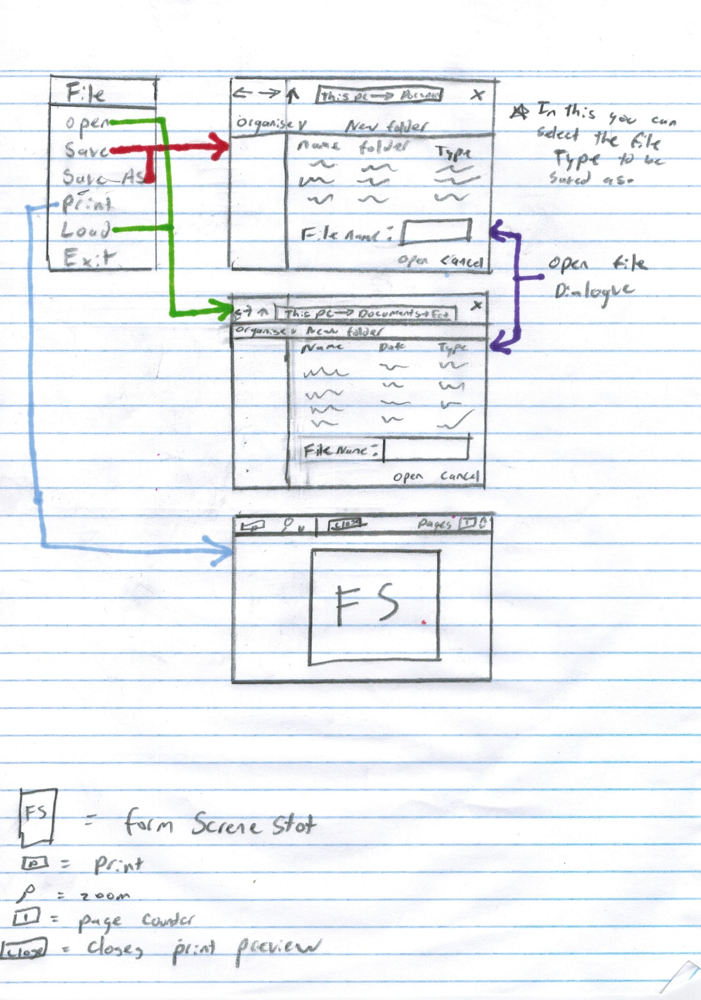 File
open
Save
Save As
Print
Load
Exit
This pc → Documents
X
organise v New folder
Name folder Type
File name :
open cancel
In this you can
select the file
Type to be
saved as.
open file
Dialogue
This pc → Documents → Ect
X
organise v New folder
Name Date Type
File Name :
open cancel
P close pages 1
FS
FS = form Screne Stot
P = print
= zoom
1 = page counter
close = closes print preview